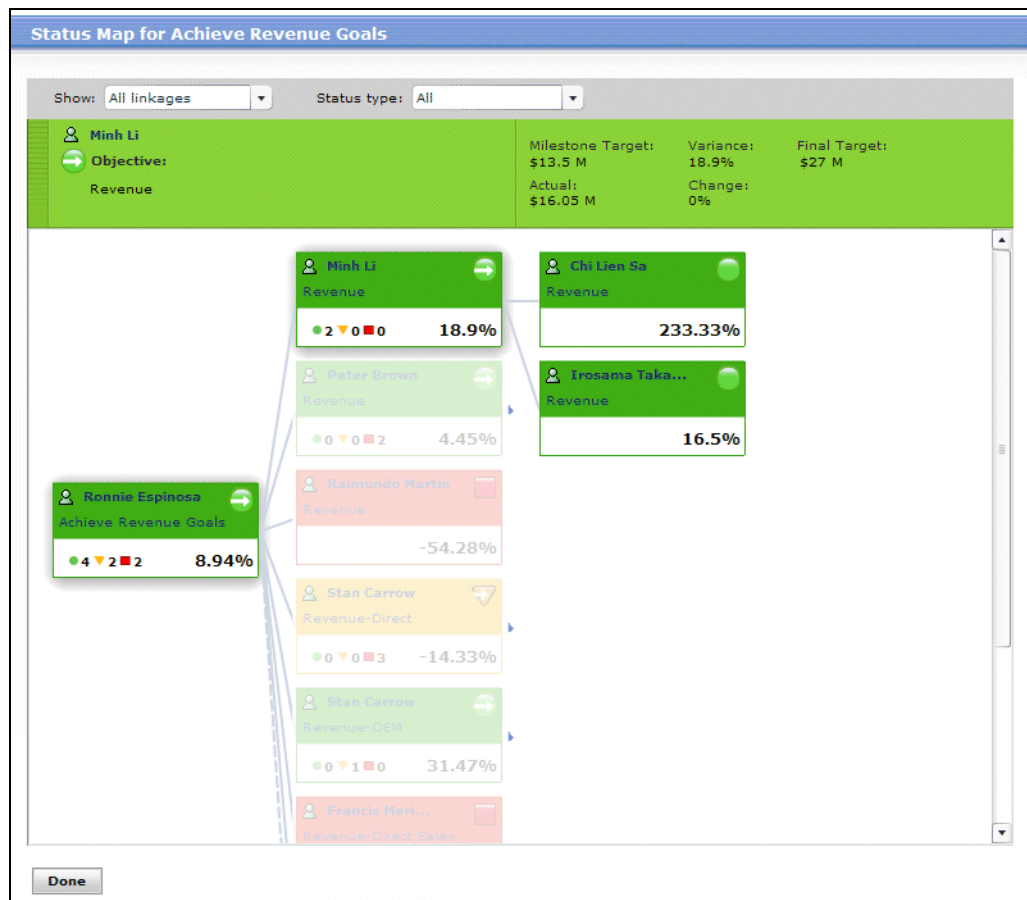 Status Map for Achieve Revenue Goals
Show: All linkages Status type: All
Minh Li
Objective:
Revenue
Milestone Target: Variance: Final Target:
$13.5 M 18.9% $27 M
Actual: Change:
$16.05 M 0%
Minh Li
Revenue
2 0 0 18.9%
Chi Lien Sa
Revenue
233.33%
Peter Brown
Revenue
0 0 2 4.45%
Irosama Taka...
Revenue
16.5%
Raimundo Martin
Revenue
-54.28%
Ronnie Espinosa
Achieve Revenue Goals
4 2 2 8.94%
Stan Carrow
Revenue-Direct
0 0 3 -14.33%
Stan Carrow
Revenue-OEM
0 1 0 31.47%
Francis Meri...
Revenue-Direct Sales
Done